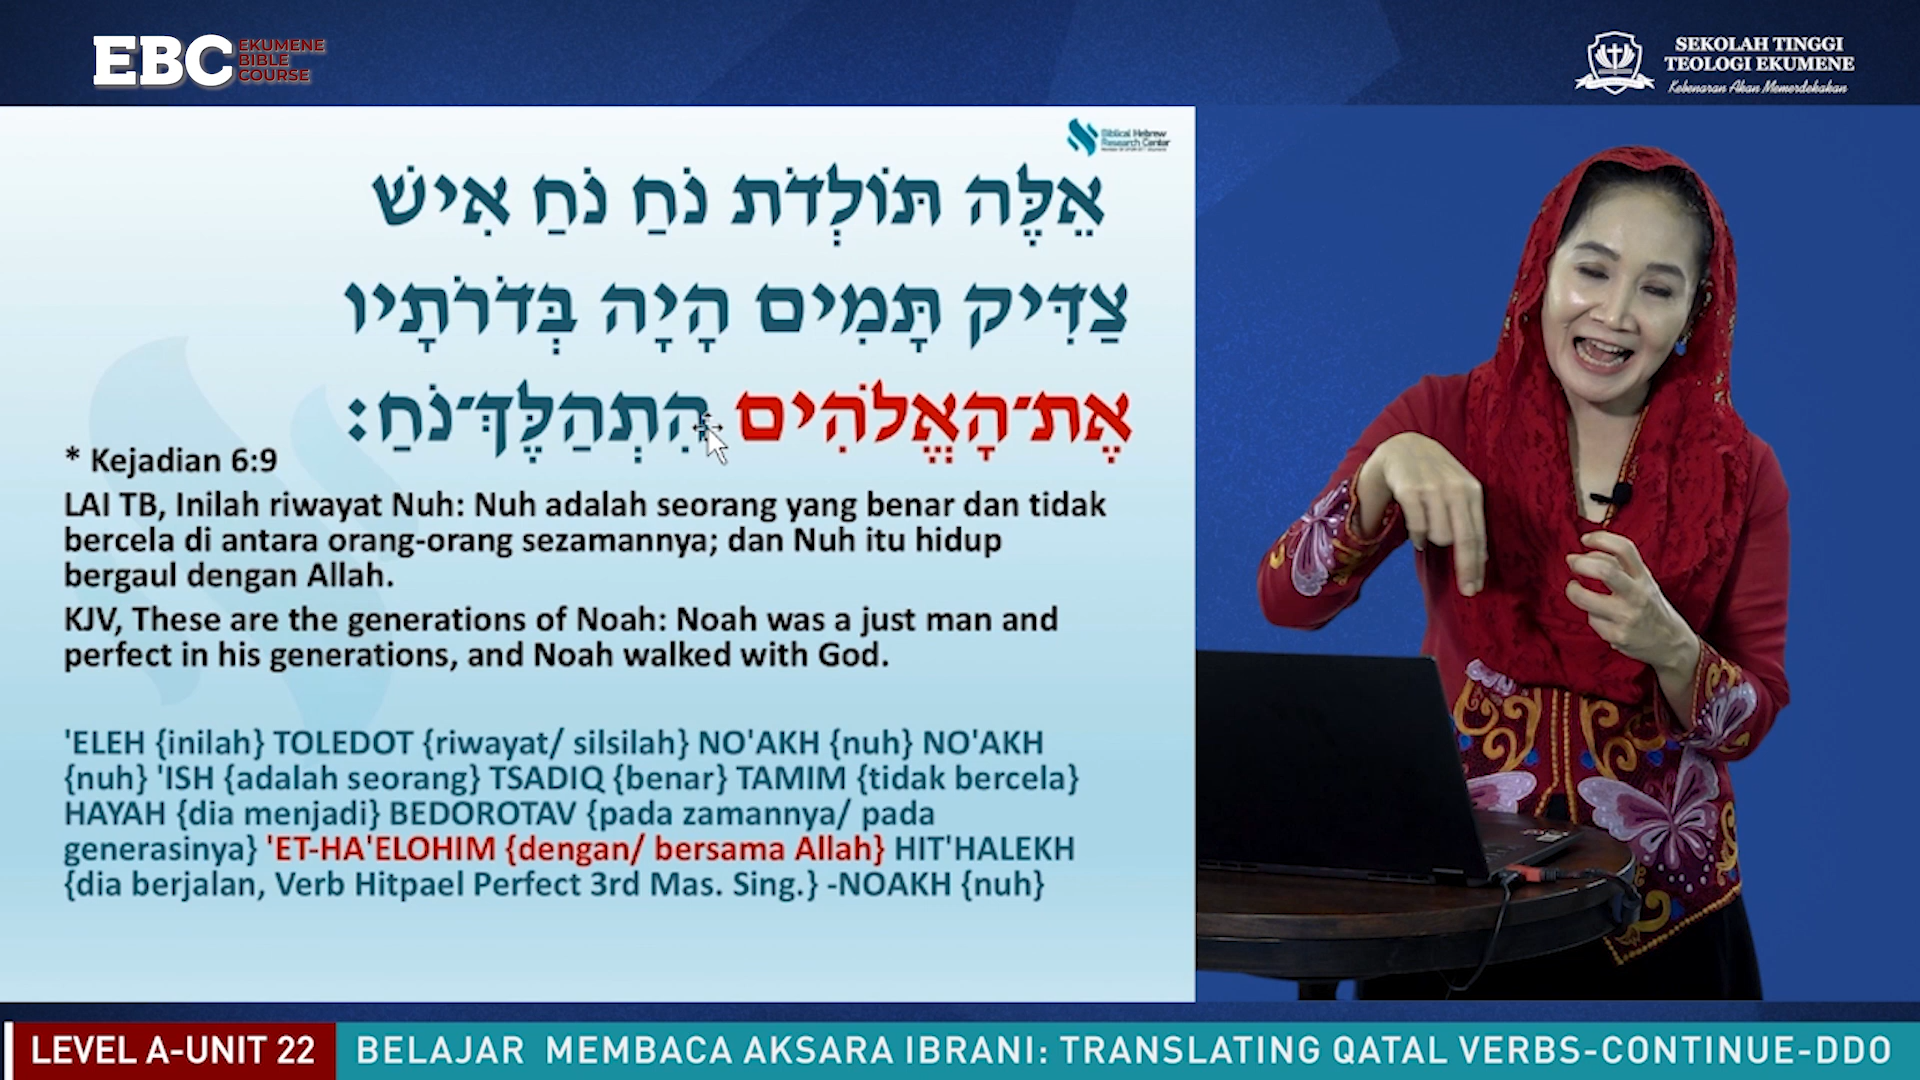 EBC EKUMENE
BIBLE
COURSE
SEKOLAH TINGGI
TEOLOGI EKUMENE
Kebenaran Akan Memerdekakan
Biblical Hebrew
Research Center
אֵלֶּה תּוֹלְדֹת נֹחַ נֹחַ אִישׁ
צַדִּיק תָּמִים הָיָה בְּדֹרֹתָיו
אֶת־הָאֱלֹהִים הִתְהַלֶּךְ־נֹחַ׃
* Kejadian 6:9
LAI TB, Inilah riwayat Nuh: Nuh adalah seorang yang benar dan tidak
bercela di antara orang-orang sezamannya; dan Nuh itu hidup
bergaul dengan Allah.
KJV, These are the generations of Noah: Noah was a just man and
perfect in his generations, and Noah walked with God.
'ELEH {inilah} TOLEDOT {riwayat/ silsilah} NO'AKH {nuh} NO'AKH
{nuh} 'ISH {adalah seorang} TSADIQ {benar} TAMIM {tidak bercela}
HAYAH {dia menjadi} BEDOROTAV {pada zamannya/ pada
generasinya} 'ET-HA'ELOHIM {dengan/ bersama Allah} HIT'HALEKH
{dia berjalan, Verb Hitpael Perfect 3rd Mas. Sing.} -NOAKH {nuh}
LEVEL A-UNIT 22
BELAJAR MEMBACA AKSARA IBRANI: TRANSLATING QATAL VERBS-CONTINUE-DDO